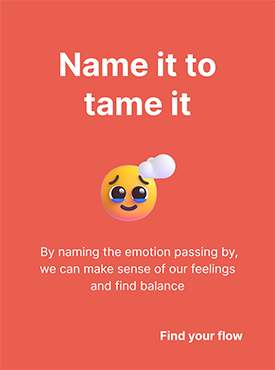 Name it to
tame it
By naming the emotion passing by,
we can make sense of our feelings
and find balance
Find your flow